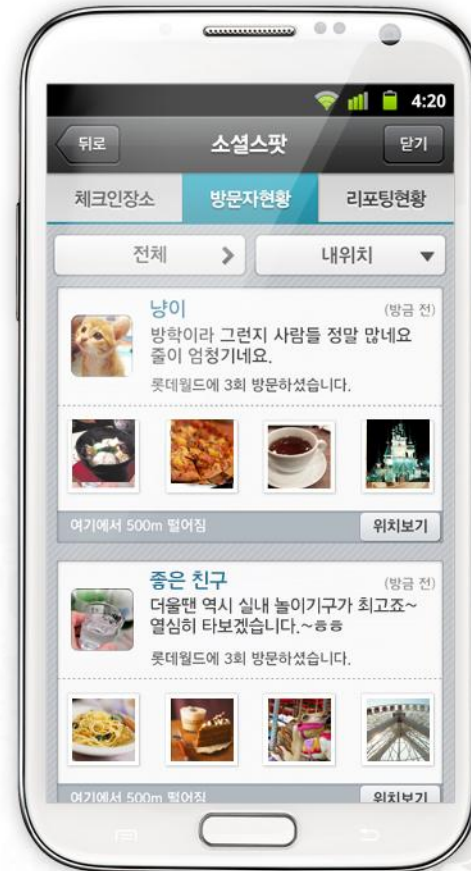 4:20
뒤로 소셜스팟 닫기
체크인장소 방문자현황 리포팅현황
전체 내위치
냥이 (방금 전)
방학이라 그런지 사람들 정말 많네요
줄이 엄청기네요.
롯데월드에 3회 방문하셨습니다.
여기에서 500m 떨어짐 위치보기
좋은 친구 (방금 전)
더울땐 역시 실내 놀이기구가 최고죠~
열심히 타보겠습니다.~ㅎㅎ
롯데월드에 3회 방문하셨습니다.
여기에서 500m 떨어짐 위치보기